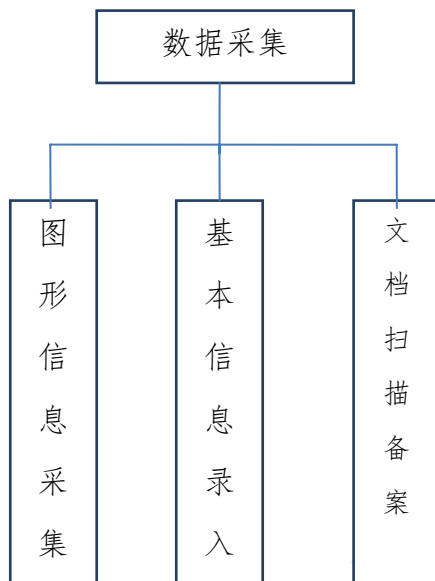 数据采集
图形信息采集
基本信息录入
文档扫描备案